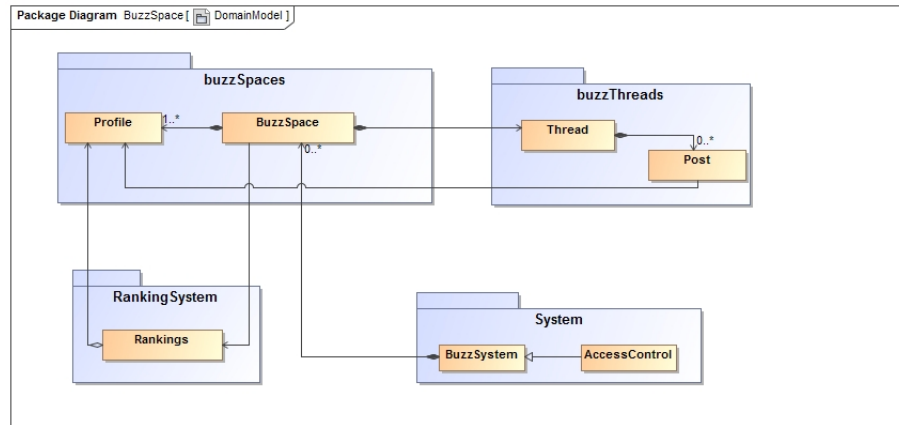 Package Diagram BuzzSpace [ DomainModel ]
buzzSpaces
Profile
1..*
BuzzSpace
0..*
buzzThreads
Thread
0..*
Post
RankingSystem
Rankings
System
BuzzSystem
AccessControl